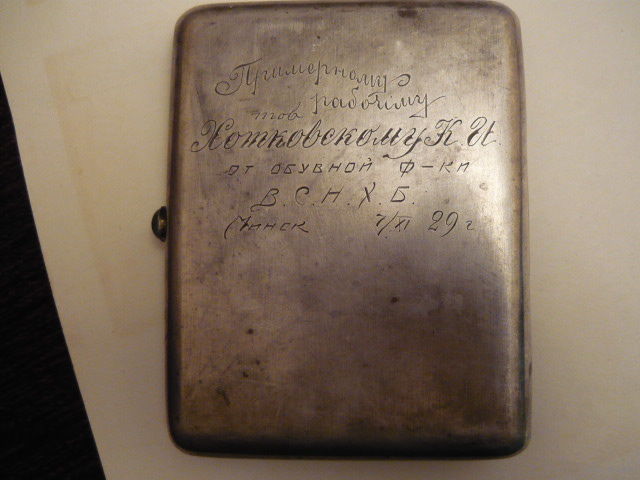 Примерному
рабочему
тов
Хотковскому К. И.
от обувной ф-ки
В. С. Н. Х. Б.
Минск 7/XI 29 г